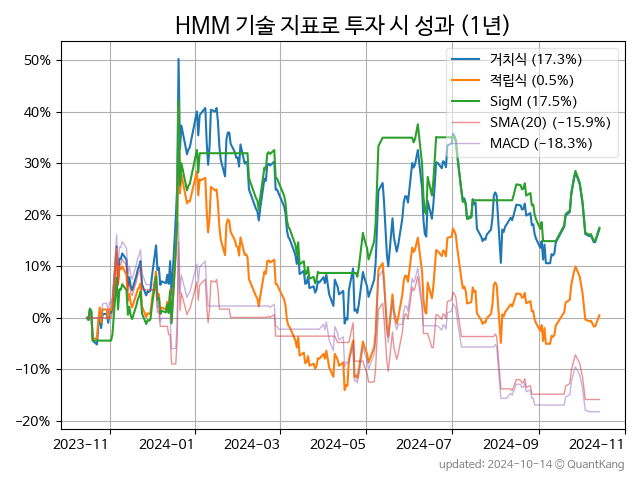 HMM 기술 지표로 투자 시 성과 (1년)
50%
40%
30%
20%
10%
0%
−10%
−20%
거치식 (17.3%)
적립식 (0.5%)
SigM (17.5%)
SMA(20) (−15.9%)
MACD (−18.3%)
2023-11
2024-01
2024-03
2024-05
2024-07
2024-09
2024-11
updated: 2024-10-14 © QuantKang